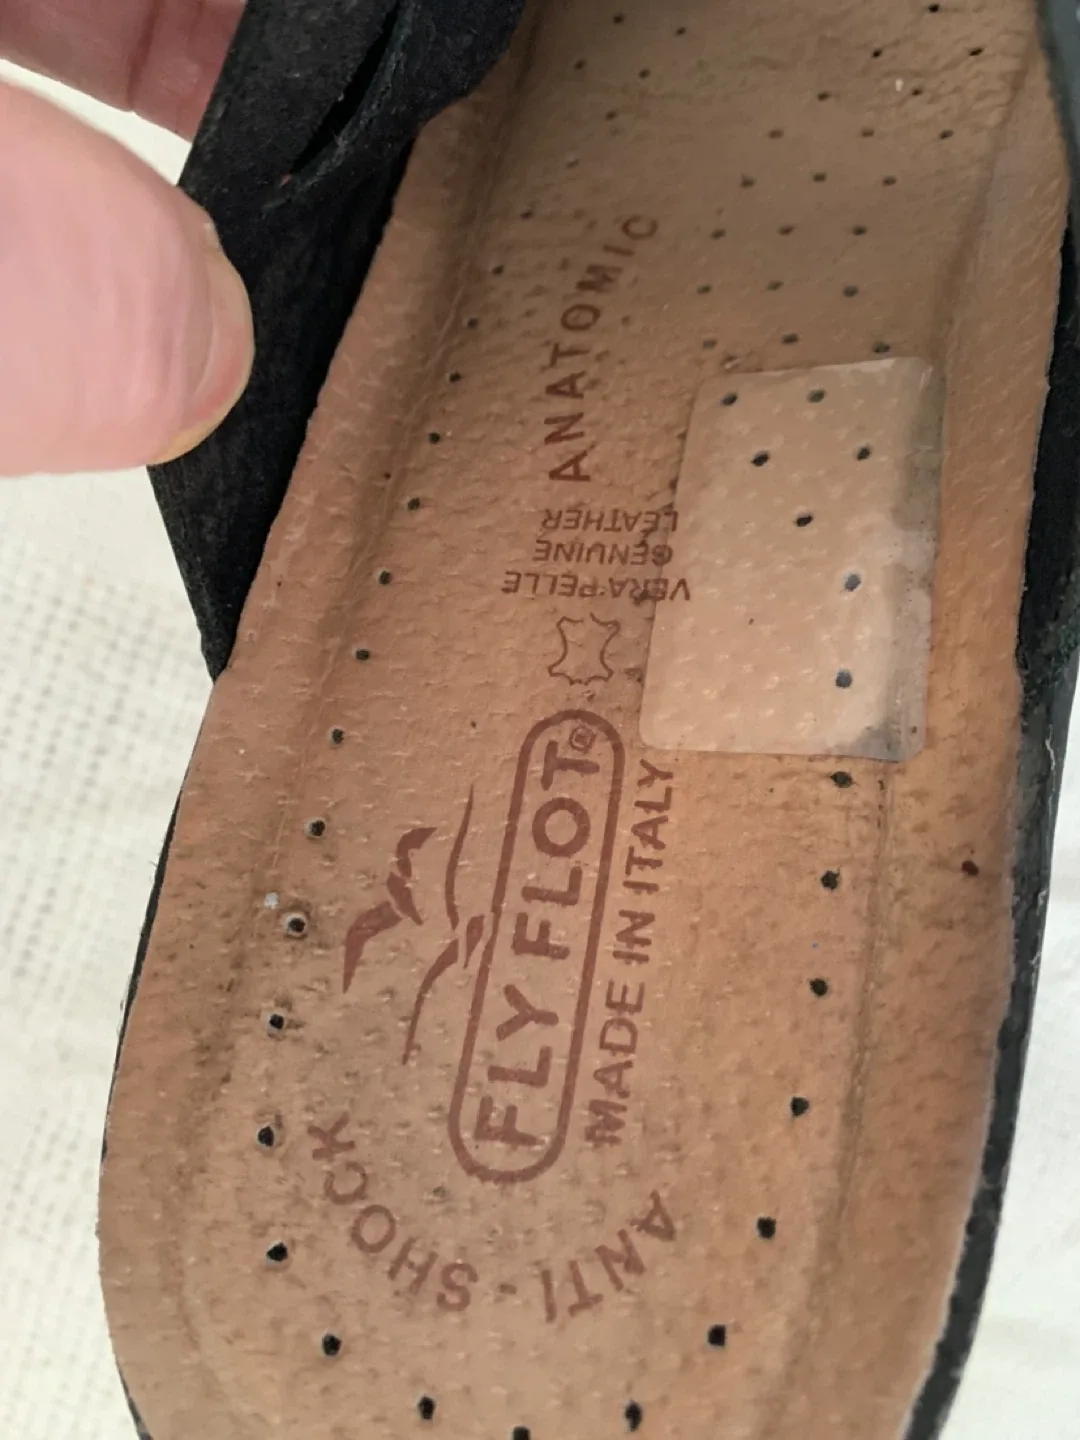 ANATOMIC
VERA PELLE
GENUINE
LEATHER
FLY FLOT®
MADE IN ITALY
ANTI-SHOCK